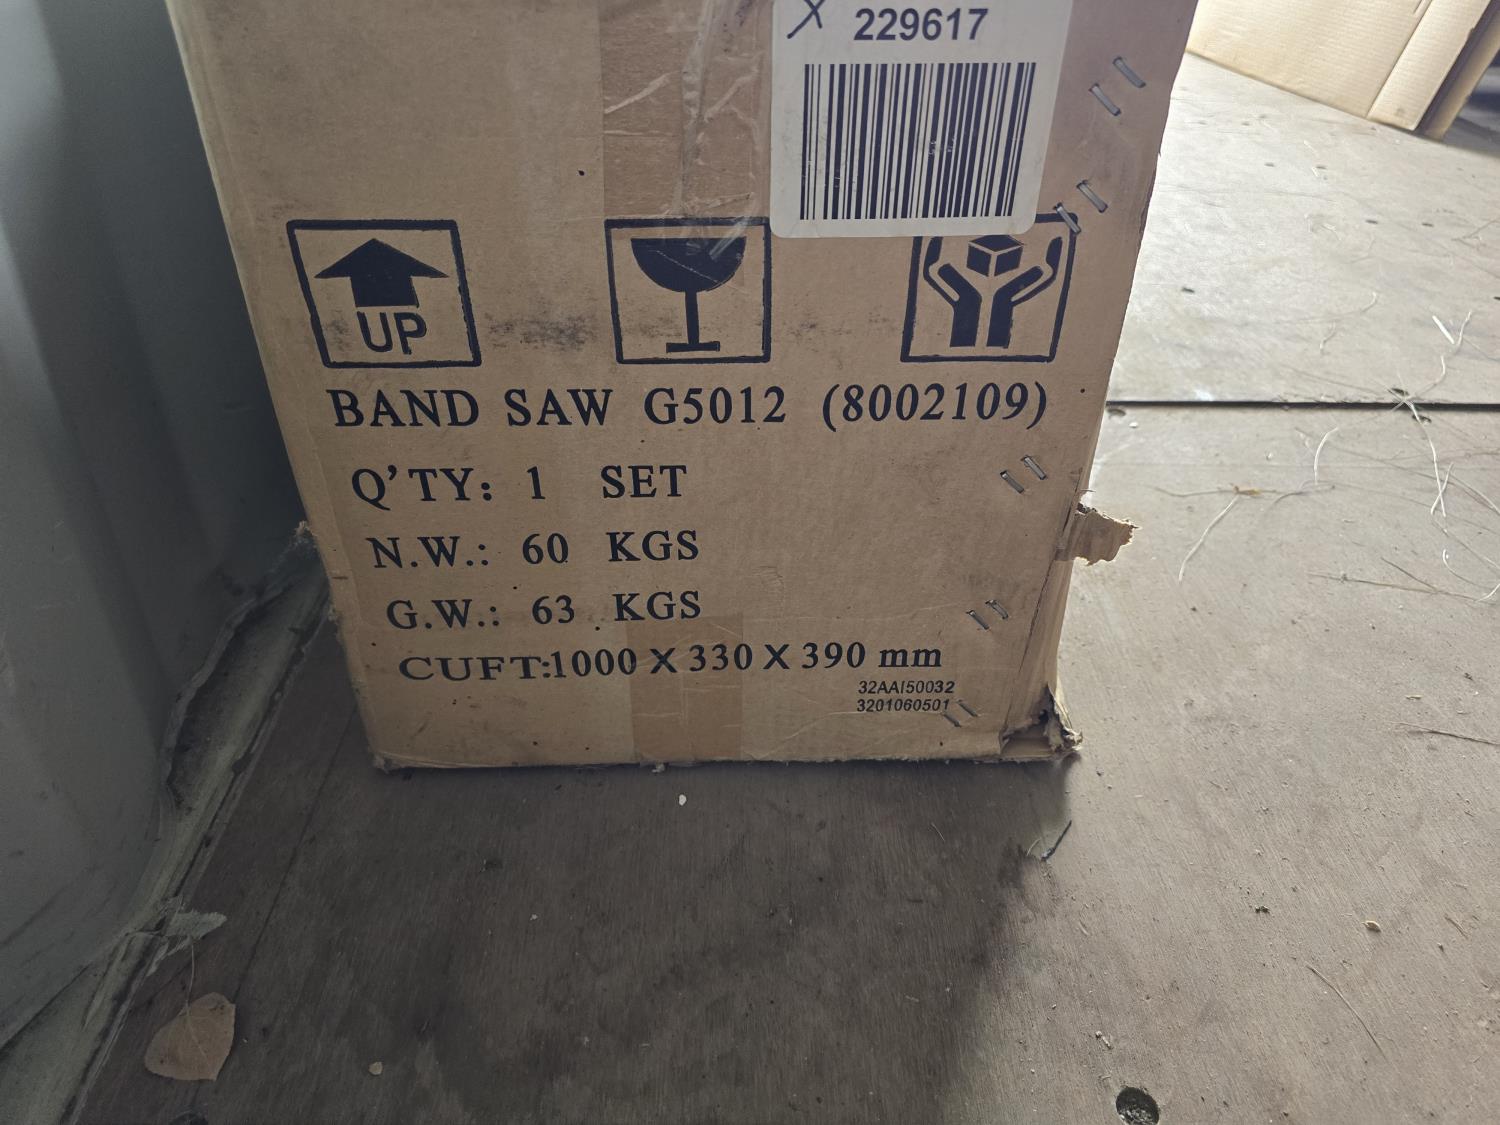 X 229617
UP
BAND SAW G5012 (8002109)
Q'TY: 1 SET
N.W.: 60 KGS
G.W.: 63 KGS
CUFT:1000 X 330 X 390 mm
32AAI50032
3201060501